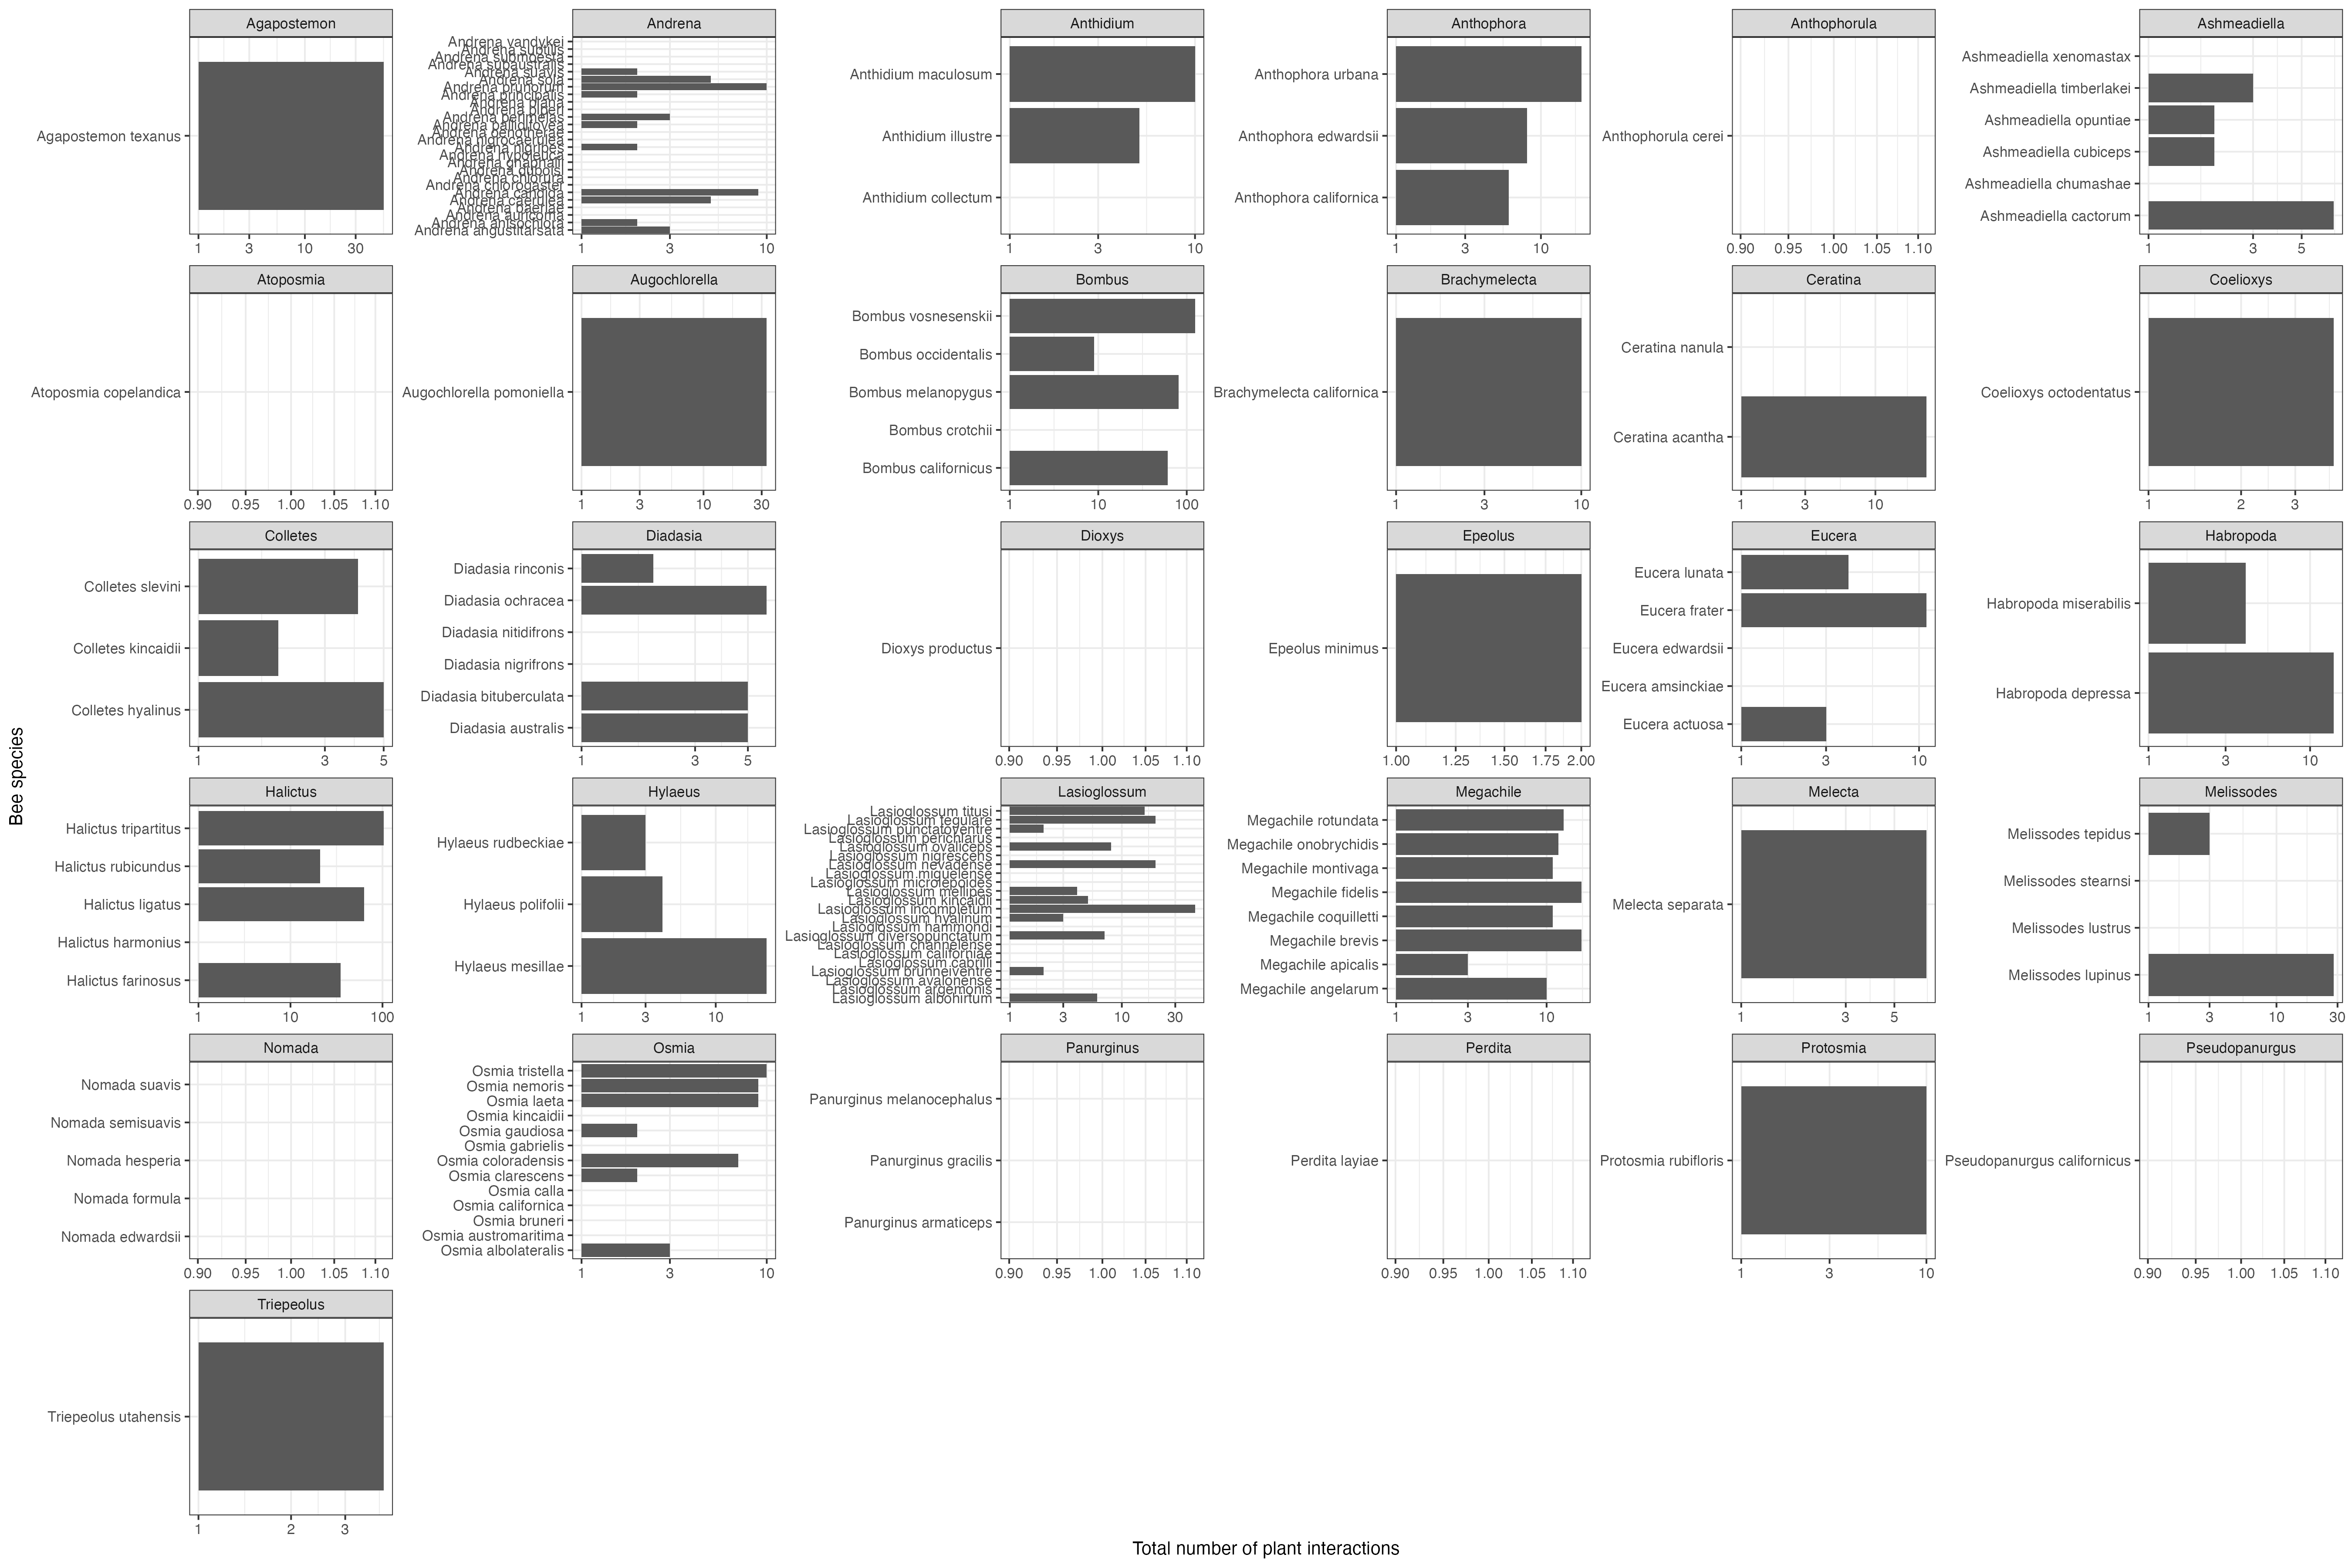 Agapostemon
Agapostemon texanus
1 3 10 30
Andrena
Andrena vandykei
Andrena subtilis
Andrena submoesta
Andrena subaustralis
Andrena suavis
Andrena sola
Andrena prunorum
Andrena principalis
Andrena plana
Andrena piperi
Andrena perimelas
Andrena pallidifovea
Andrena oenotherae
Andrena nigrocaerulea
Andrena nigripes
Andrena hypoleuca
Andrena gnaphalii
Andrena duboisi
Andrena chlorura
Andrena chlorogaster
Andrena candida
Andrena caerulea
Andrena baeriae
Andrena auricoma
Andrena anisochlora
Andrena angustitarsata
1 3 10
Anthidium
Anthidium maculosum
Anthidium illustre
Anthidium collectum
1 3 10
Anthophora
Anthophora urbana
Anthophora edwardsii
Anthophora californica
1 3 10
Anthophorula
Anthophorula cerei
0.90 0.95 1.00 1.05 1.10
Ashmeadiella
Ashmeadiella xenomastax
Ashmeadiella timberlakei
Ashmeadiella opuntiae
Ashmeadiella cubiceps
Ashmeadiella chumashae
Ashmeadiella cactorum
1 3 5
Atoposmia
Atoposmia copelandica
0.90 0.95 1.00 1.05 1.10
Augochlorella
Augochlorella pomoniella
1 3 10 30
Bombus
Bombus vosnesenskii
Bombus occidentalis
Bombus melanopygus
Bombus crotchii
Bombus californicus
1 10 100
Brachymelecta
Brachymelecta californica
1 3 10
Ceratina
Ceratina nanula
Ceratina acantha
1 3 10
Coelioxys
Coelioxys octodentatus
1 2 3
Colletes
Colletes slevini
Colletes kincaidii
Colletes hyalinus
1 3 5
Diadasia
Diadasia rinconis
Diadasia ochracea
Diadasia nitidifrons
Diadasia nigrifrons
Diadasia bituberculata
Diadasia australis
1 3 5
Dioxys
Dioxys productus
0.90 0.95 1.00 1.05 1.10
Epeolus
Epeolus minimus
1.00 1.25 1.50 1.75 2.00
Eucera
Eucera lunata
Eucera frater
Eucera edwardsii
Eucera amsinckiae
Eucera actuosa
1 3 10
Habropoda
Habropoda miserabilis
Habropoda depressa
1 3 10
Halictus
Halictus tripartitus
Halictus rubicundus
Halictus ligatus
Halictus harmonius
Halictus farinosus
1 10 100
Hylaeus
Hylaeus rudbeckiae
Hylaeus polifolii
Hylaeus mesillae
1 3 10
Lasioglossum
Lasioglossum titusi
Lasioglossum tegulare
Lasioglossum punctatoventre
Lasioglossum perichlarus
Lasioglossum ovaliceps
Lasioglossum nigrescens
Lasioglossum nevadense
Lasioglossum miguelense
Lasioglossum microlepoides
Lasioglossum mellipes
Lasioglossum kincaidii
Lasioglossum incompletum
Lasioglossum hyalinum
Lasioglossum hammondi
Lasioglossum diversopunctatum
Lasioglossum channelense
Lasioglossum californiae
Lasioglossum cabrilli
Lasioglossum brunneiventre
Lasioglossum avalonense
Lasioglossum argemonis
Lasioglossum albohirtum
1 3 10 30
Megachile
Megachile rotundata
Megachile onobrychidis
Megachile montivaga
Megachile fidelis
Megachile coquilletti
Megachile brevis
Megachile apicalis
Megachile angelarum
1 3 10
Melecta
Melecta separata
1 3 5
Melissodes
Melissodes tepidus
Melissodes stearnsi
Melissodes lustrus
Melissodes lupinus
1 3 10 30
Nomada
Nomada suavis
Nomada semisuavis
Nomada hesperia
Nomada formula
Nomada edwardsii
0.90 0.95 1.00 1.05 1.10
Osmia
Osmia tristella
Osmia nemoris
Osmia laeta
Osmia kincaidii
Osmia gaudiosa
Osmia gabrielis
Osmia coloradensis
Osmia clarescens
Osmia calla
Osmia californica
Osmia bruneri
Osmia austromaritima
Osmia albolateralis
1 3 10
Panurginus
Panurginus melanocephalus
Panurginus gracilis
Panurginus armaticeps
0.90 0.95 1.00 1.05 1.10
Perdita
Perdita layiae
0.90 0.95 1.00 1.05 1.10
Protosmia
Protosmia rubifloris
1 3 10
Pseudopanurgus
Pseudopanurgus californicus
0.90 0.95 1.00 1.05 1.10
Triepeolus
Triepeolus utahensis
1 2 3
Bee species
Total number of plant interactions